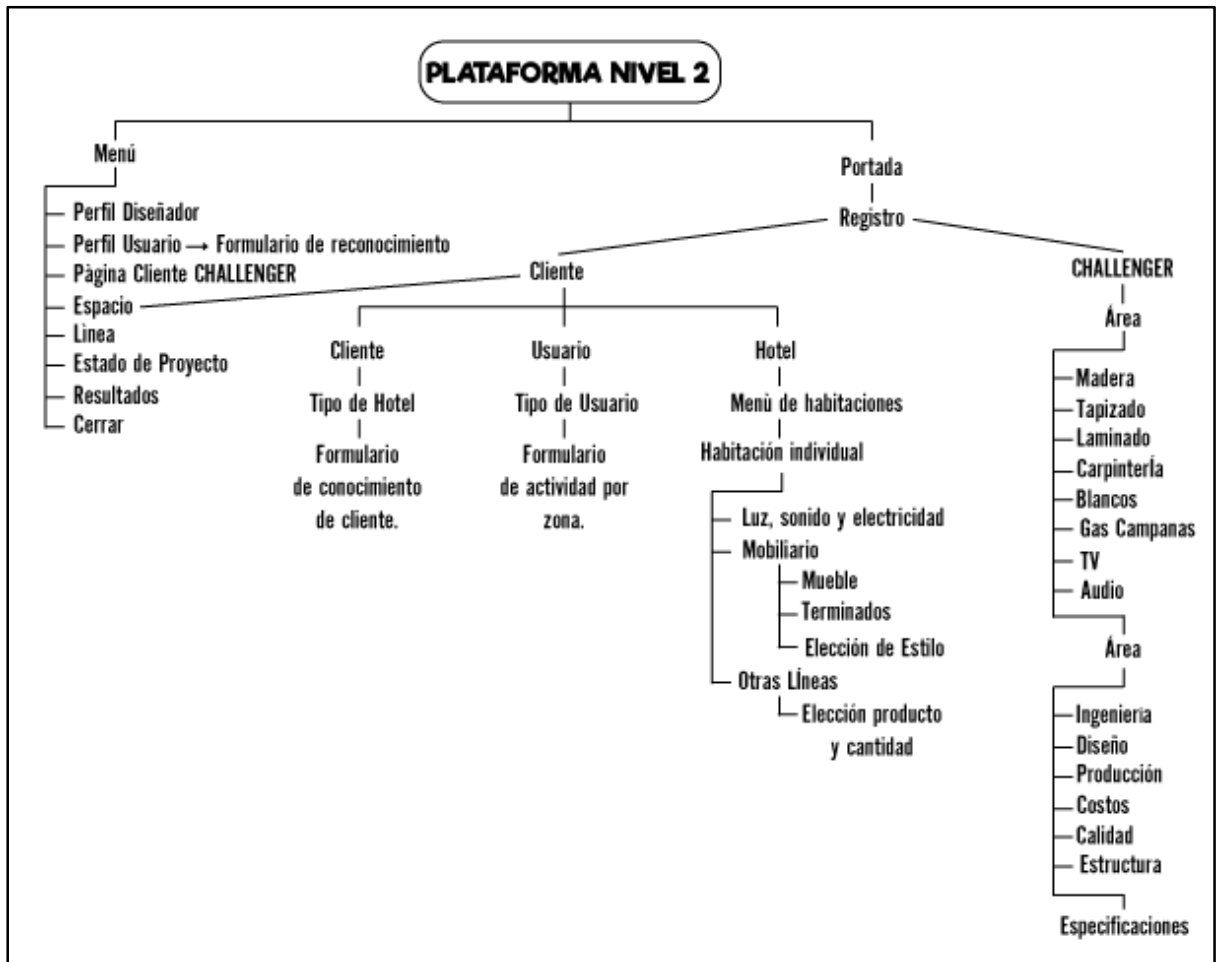 PLATAFORMA NIVEL 2
Menú
Perfil Diseñador
Perfil Usuario → Formulario de reconocimiento
Pàgina Cliente CHALLENGER
Espacio
Lìnea
Estado de Proyecto
Resultados
Cerrar
Portada
Registro
Cliente
Cliente
Tipo de Hotel
Formulario
de conocimiento
de cliente.
Usuario
Tipo de Usuario
Formulario
de actividad por
zona.
Hotel
Menù de habitaciones
Habitación individual
Luz, sonido y electricidad
Mobiliario
Mueble
Terminados
Elección de Estilo
Otras LÍneas
Elección producto
y cantidad
CHALLENGER
Área
Madera
Tapizado
Laminado
CarpinterÍa
Blancos
Gas Campanas
TV
Audio
Área
Ingenieria
Diseño
Producción
Costos
Calidad
Estructura
Especificaciones